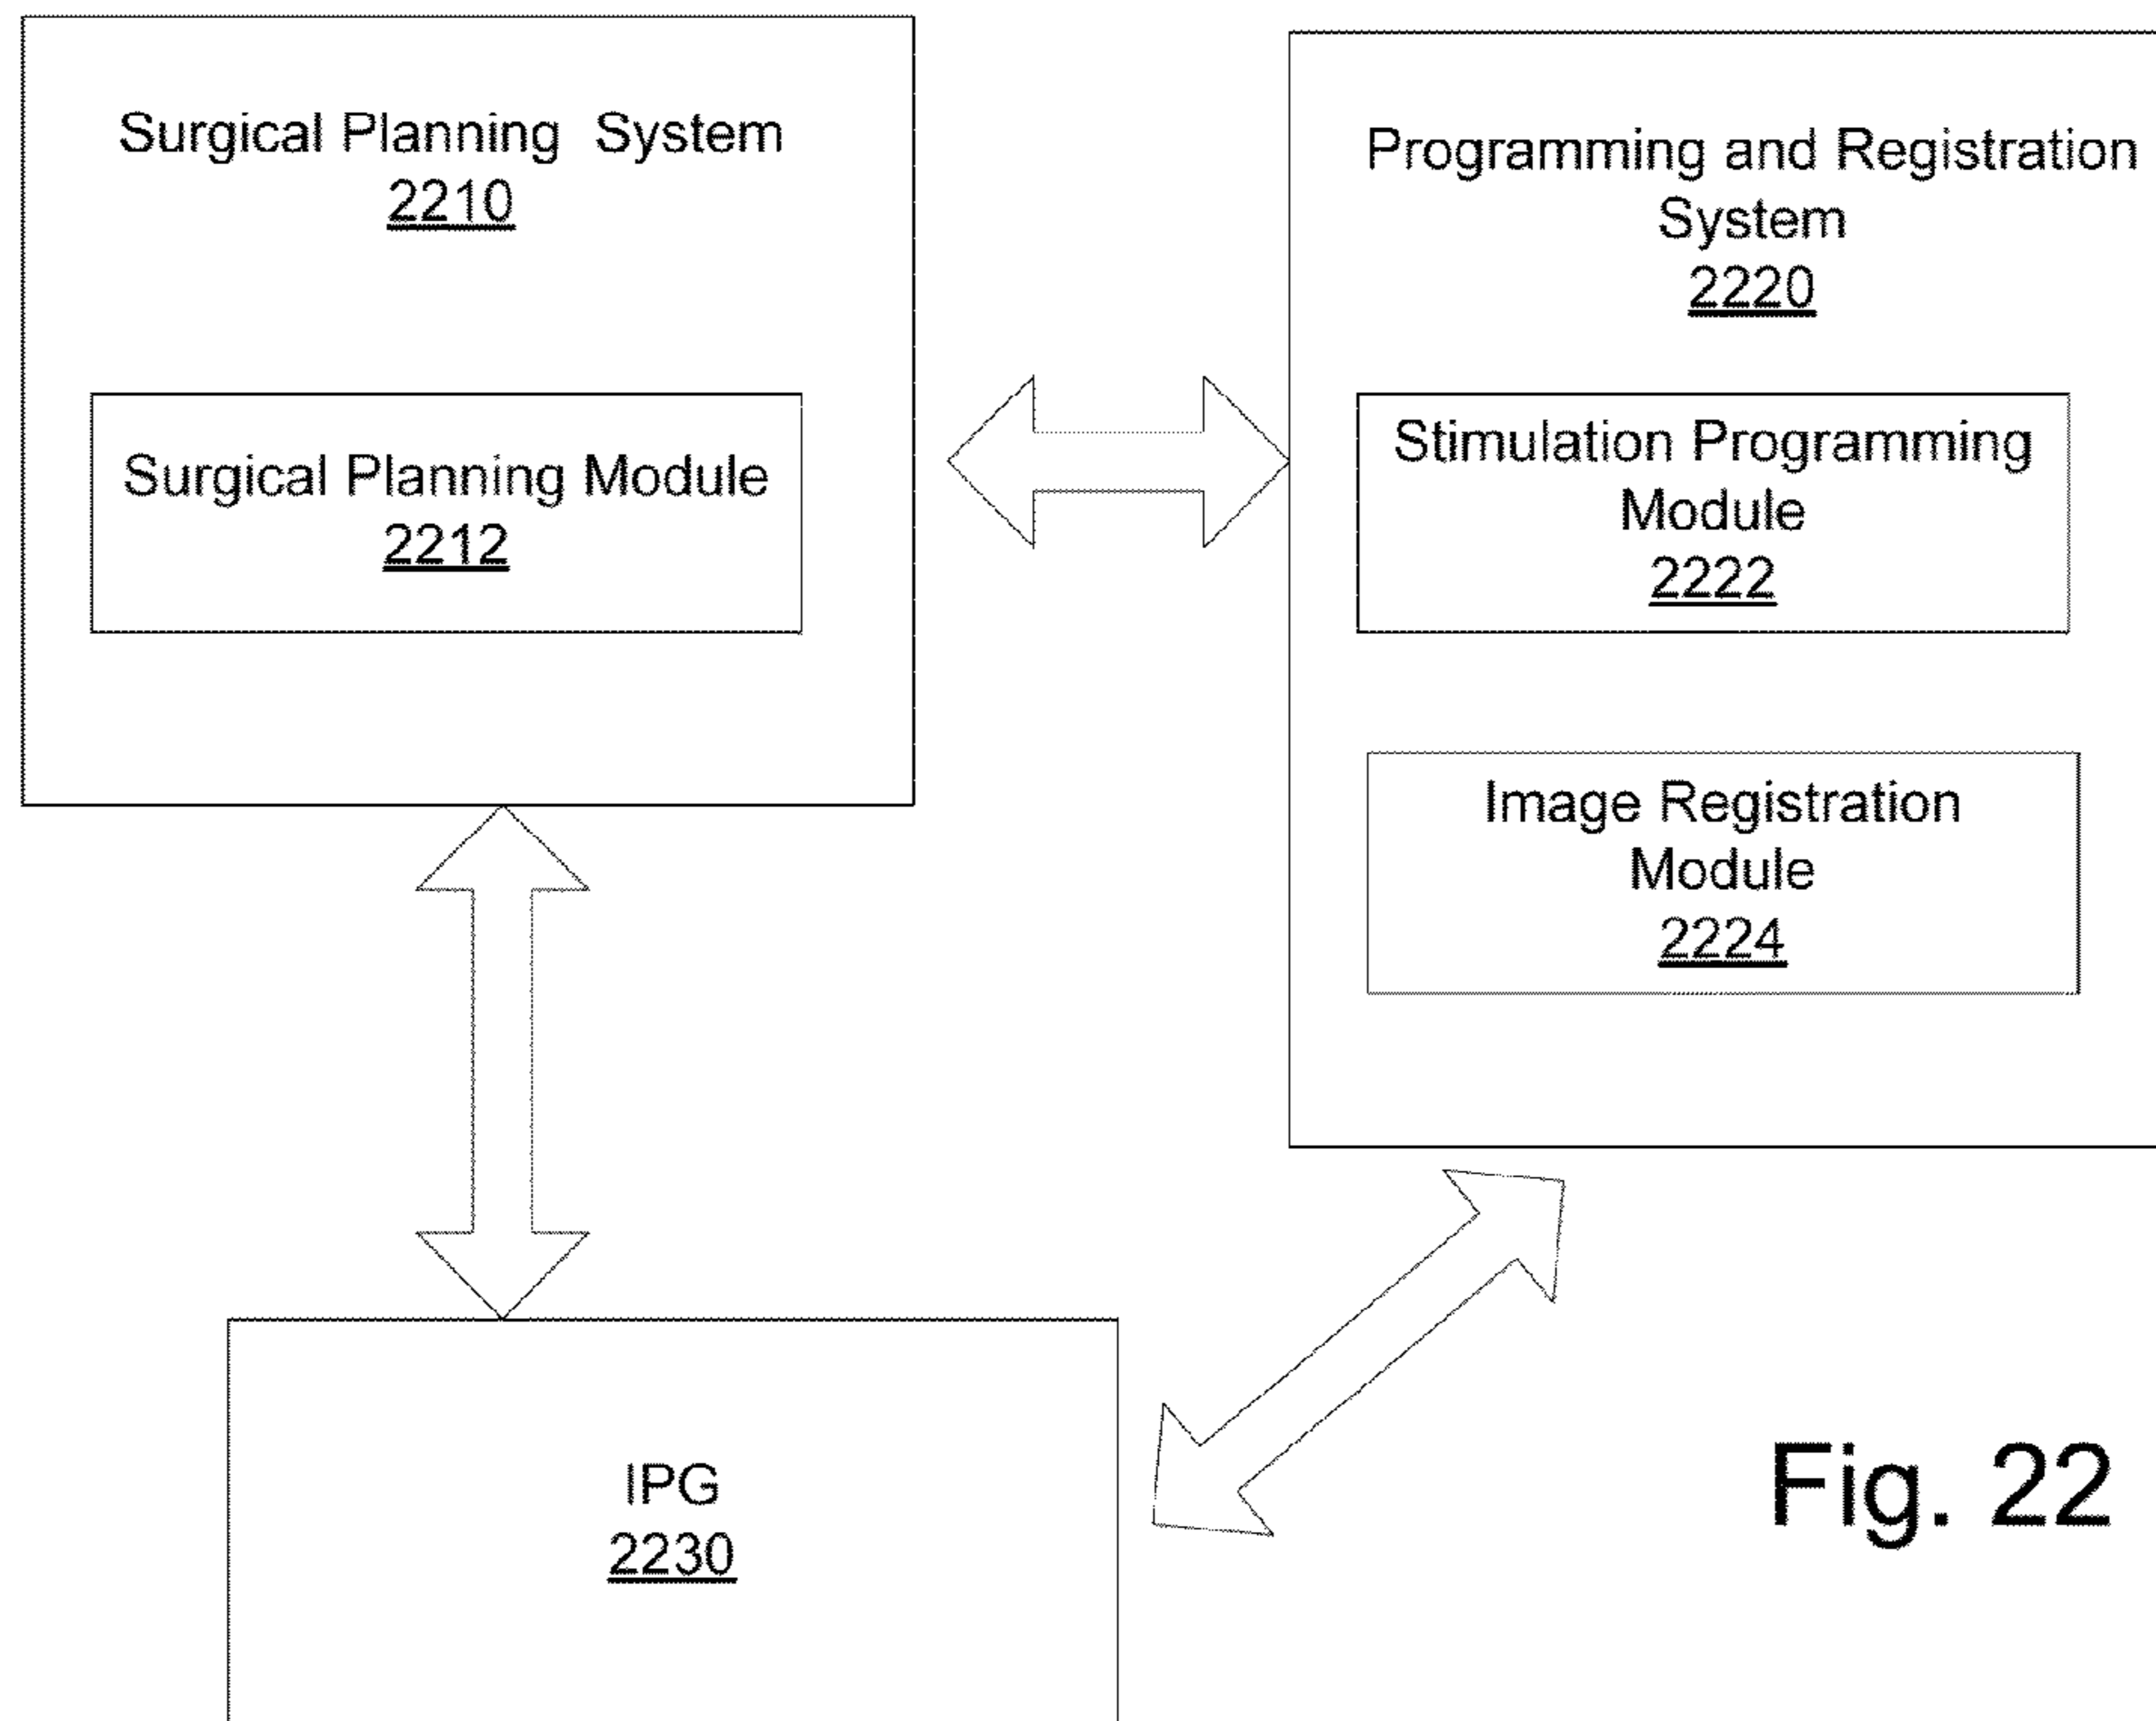 Surgical Planning System
2210
Surgical Planning Module
2212
Programming and Registration
System
2220
Stimulation Programming
Module
2222
Image Registration
Module
2224
IPG
2230
Fig. 22